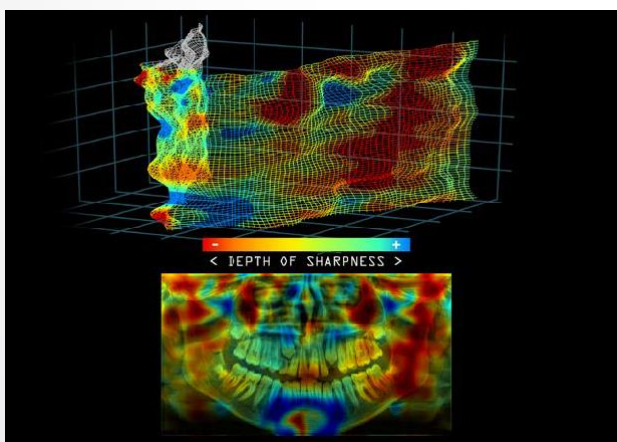 - +
< DEPTH OF SHARPNESS >